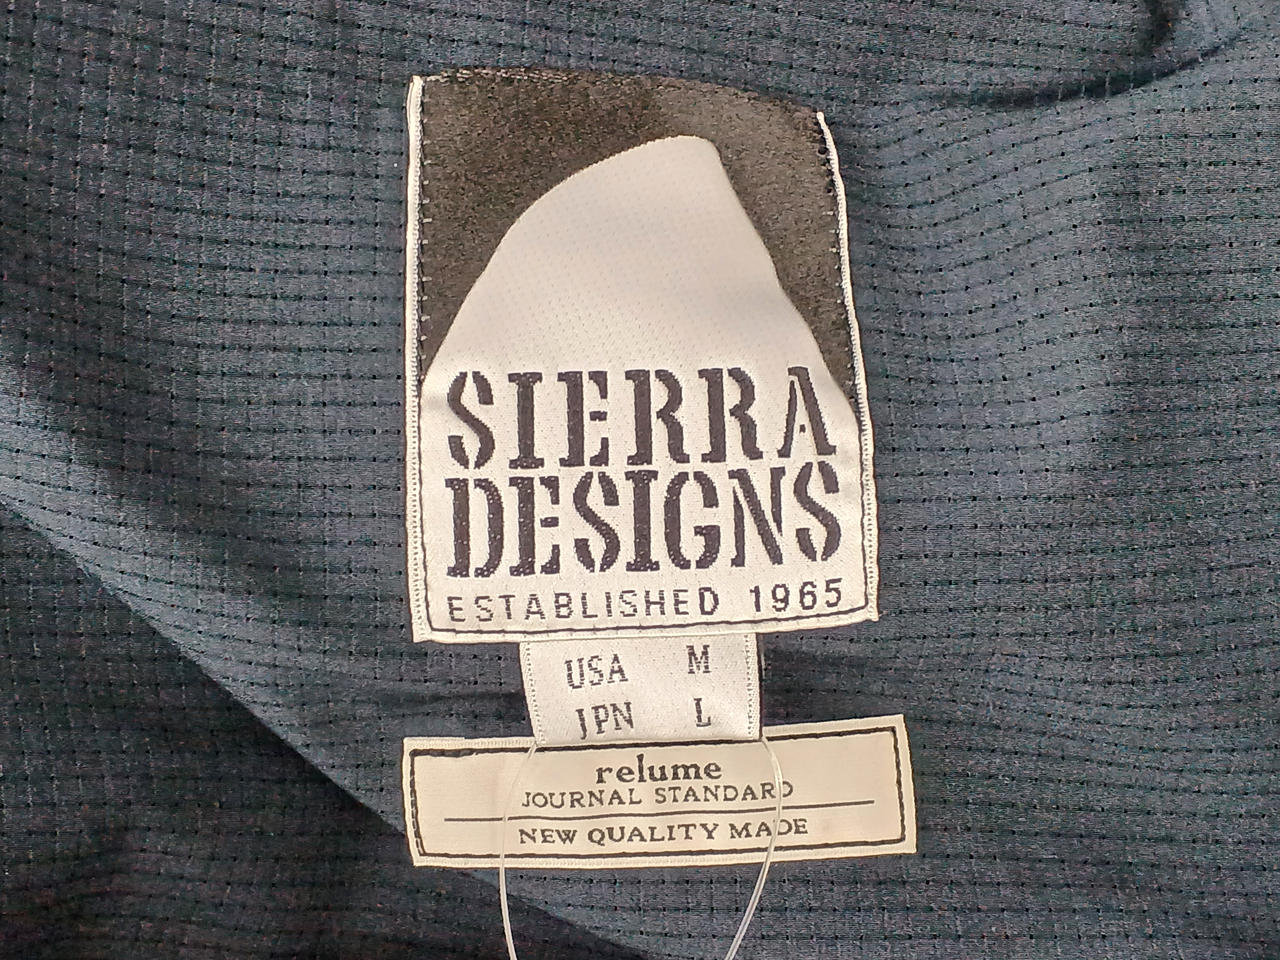 SIERRA
DESIGNS
ESTABLISHED 1965
USA M
JPN L
relume
JOURNAL STANDARD
NEW QUALITY MADE